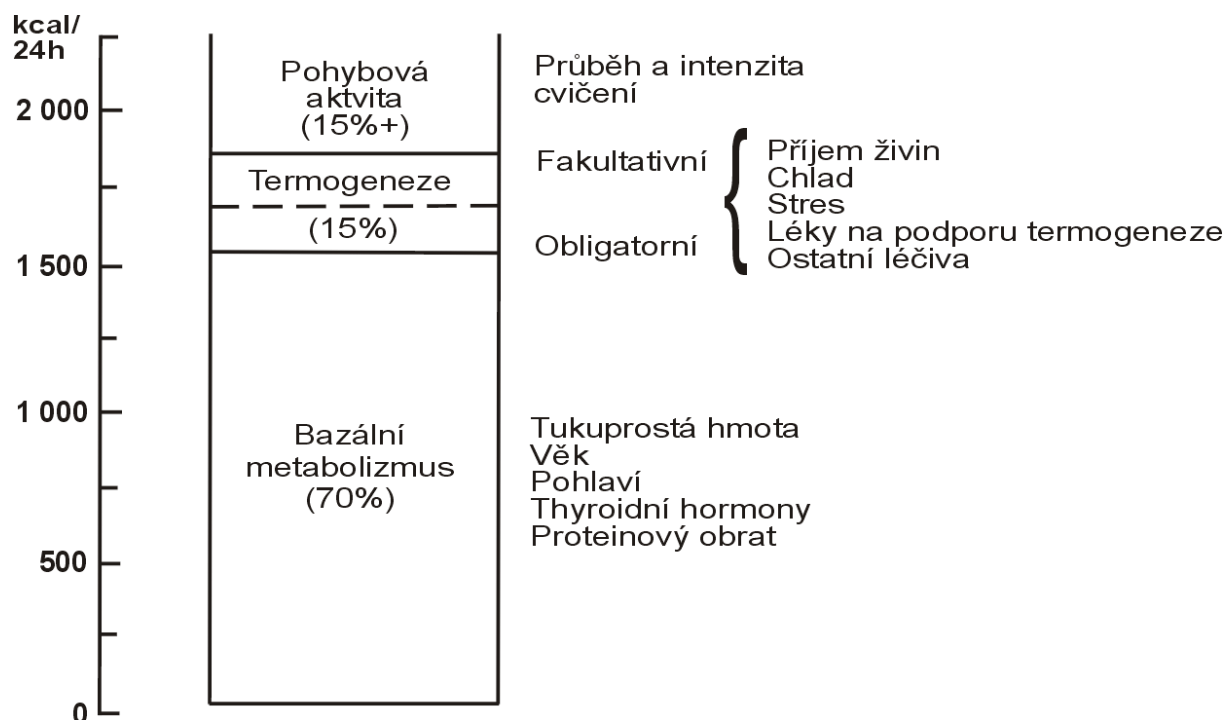 kcal/
24h
2 000
1 500
1 000
500
0
Pohybová
aktvita
(15%+)
Termogeneze
(15%)
Bazální
metabolizmus
(70%)
Průběh a intenzita
cvičení
Fakultativní
Obligatorní
Příjem živin
Chlad
Stres
Léky na podporu termogeneze
Ostatní léčiva
Tukuprostá hmota
Věk
Pohlaví
Thyroidní hormony
Proteinový obrat